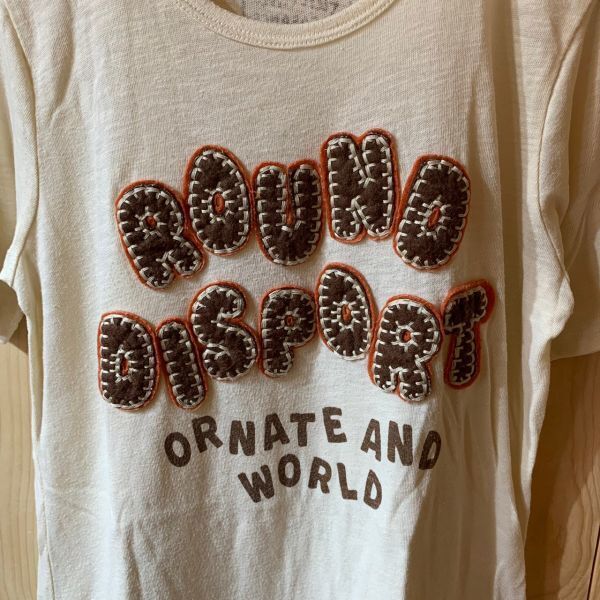 ROUND
DISPORT
ORNATE AND
WORLD